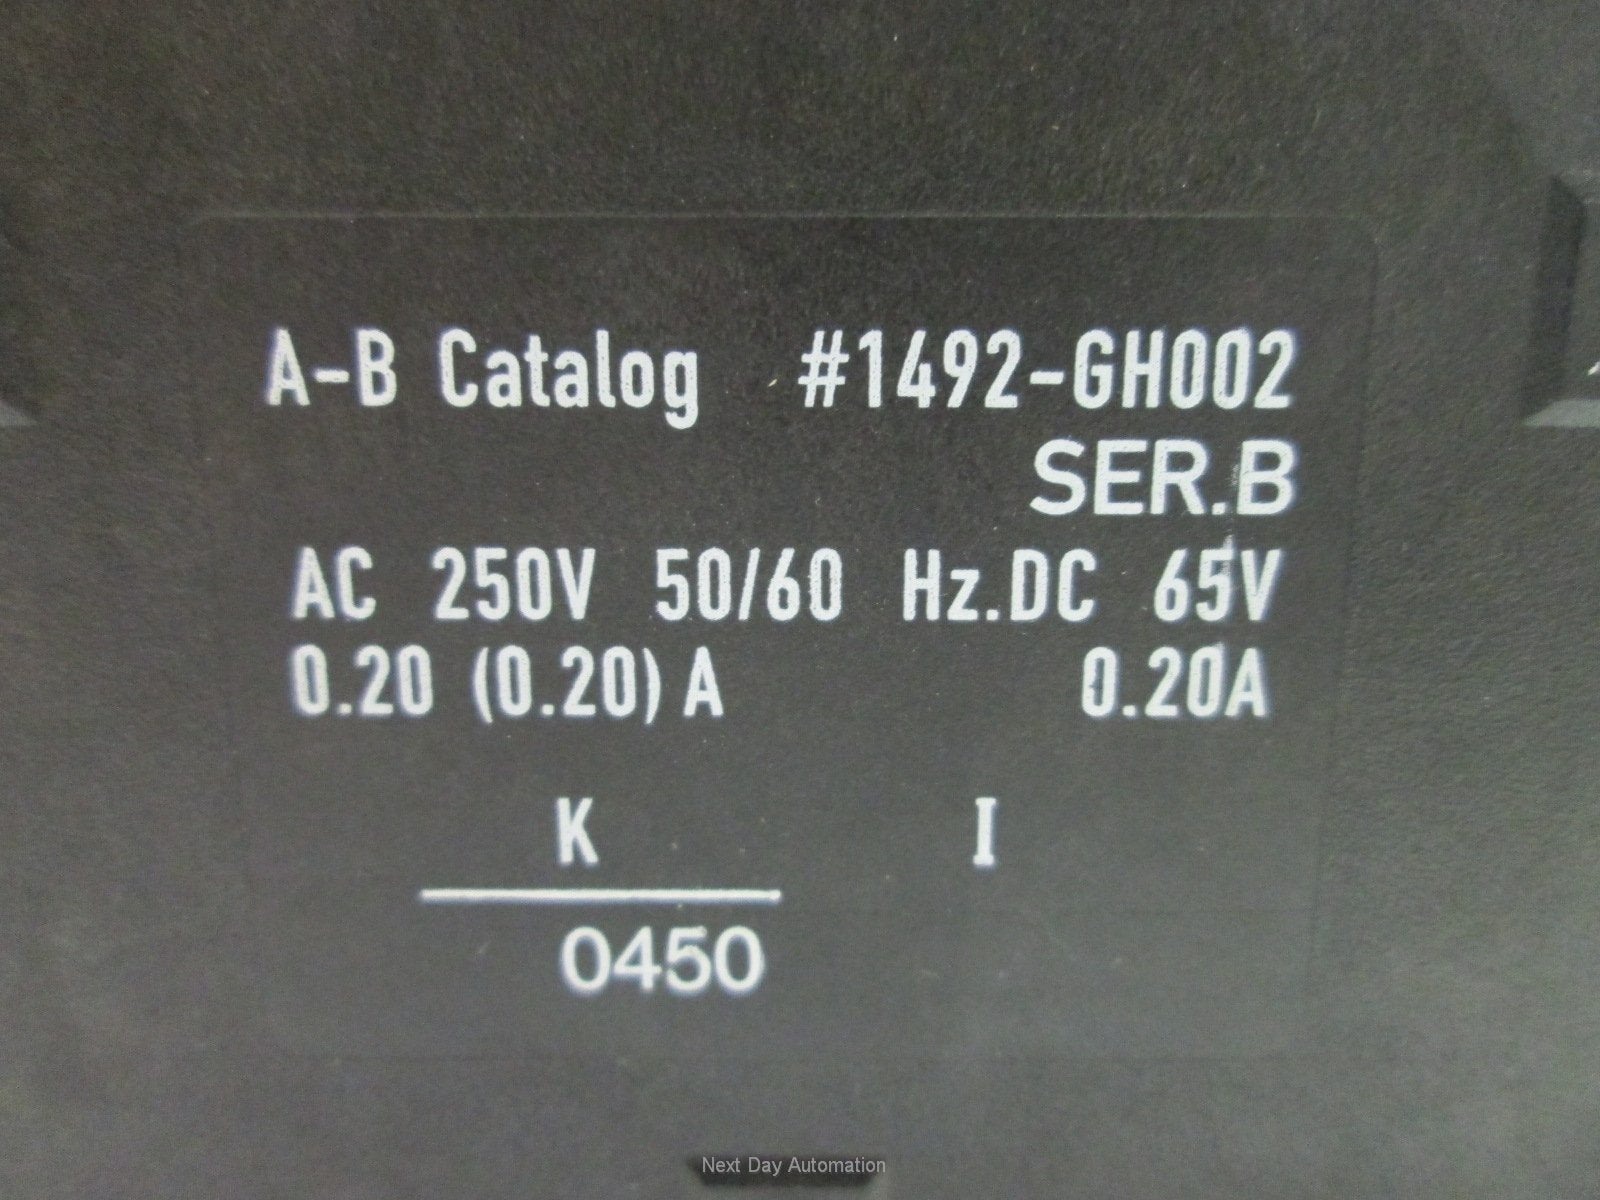 A-B Catalog #1492-GH002
SER.B
AC 250V 50/60 Hz.DC 65V
0.20 (0.20) A 0.20A
K I
0450
Next Day Automation